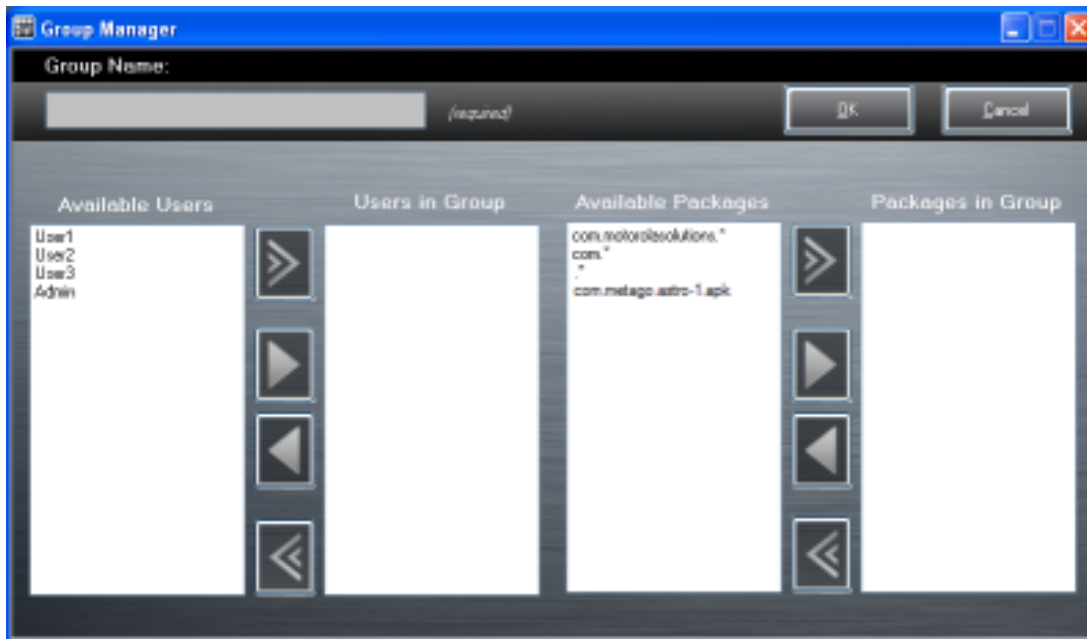 Group Manager
Group Name:
(required)
OK
Cancel
Available Users
Users in Group
Available Packages
Packages in Group
User1
User2
User3
Admin
com.motorolasolutions.*
com.*
.*
com.metago.astro-1.apk